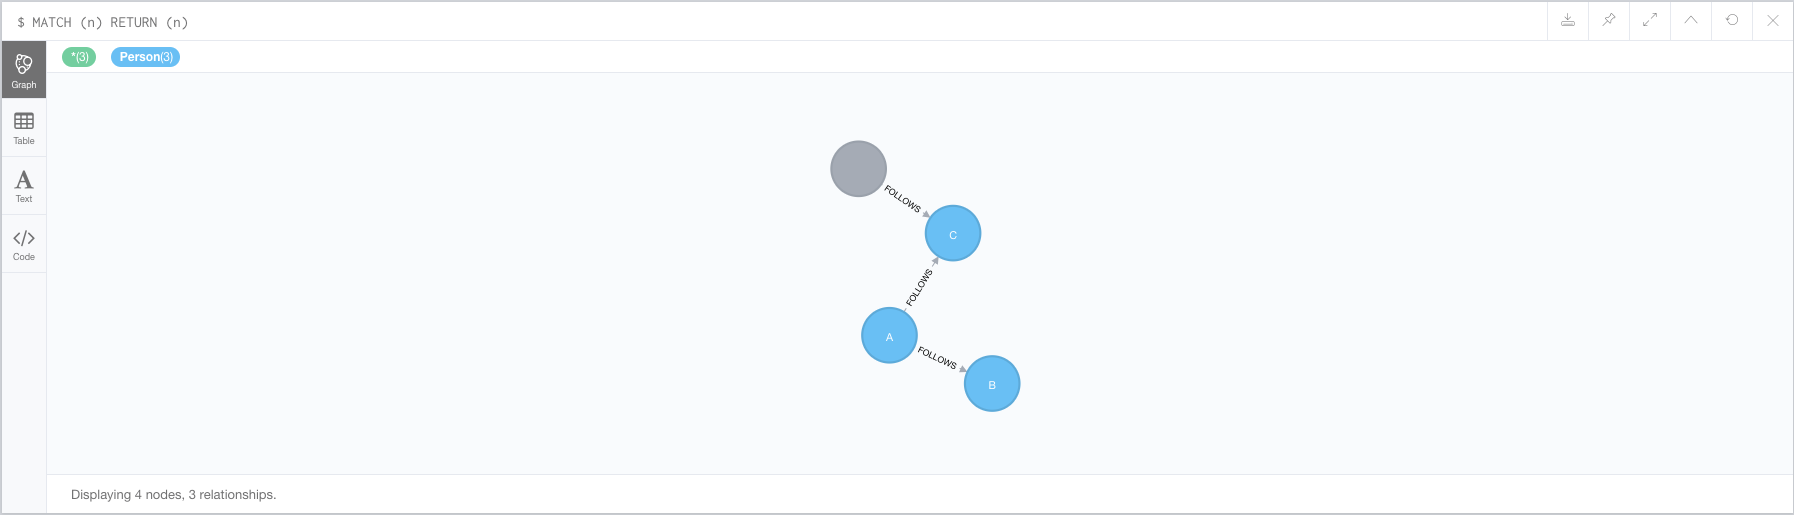 $ MATCH (n) RETURN (n)
*(3) Person(3)
Graph
Table
A
Text
</>
Code
FOLLOWS
C
FOLLOWS
A
FOLLOWS
B
Displaying 4 nodes, 3 relationships.